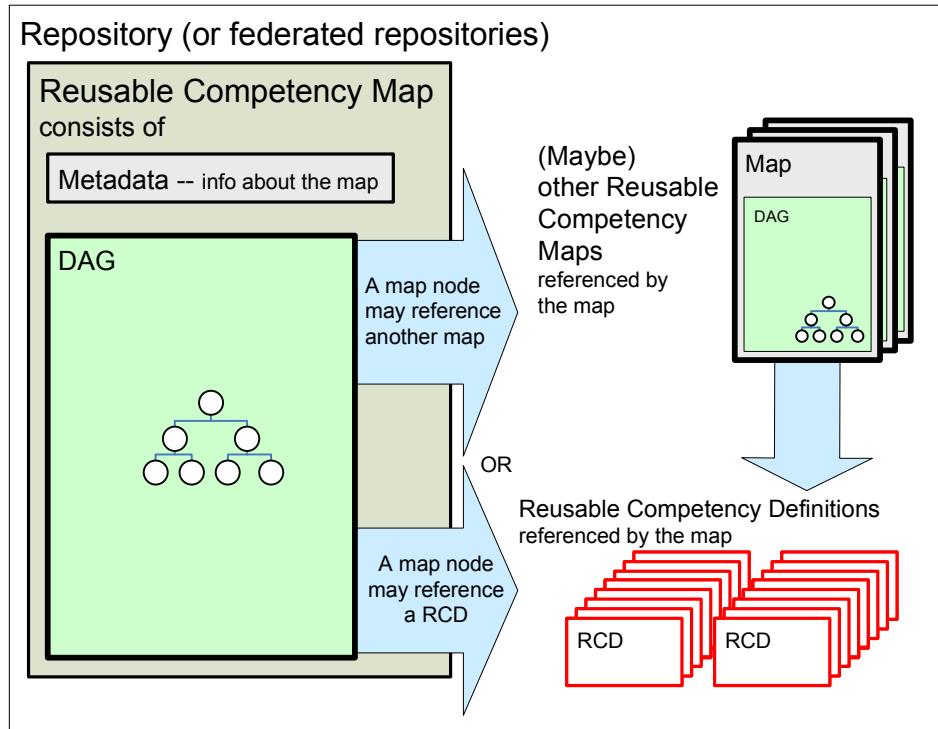 Repository (or federated repositories)
Reusable Competency Map
consists of
Metadata -- info about the map
DAG
A map node
may reference
another map
OR
A map node
may reference
a RCD
(Maybe)
other Reusable
Competency
Maps
referenced by
the map
Map
DAG
Reusable Competency Definitions
referenced by the map
RCD
RCD